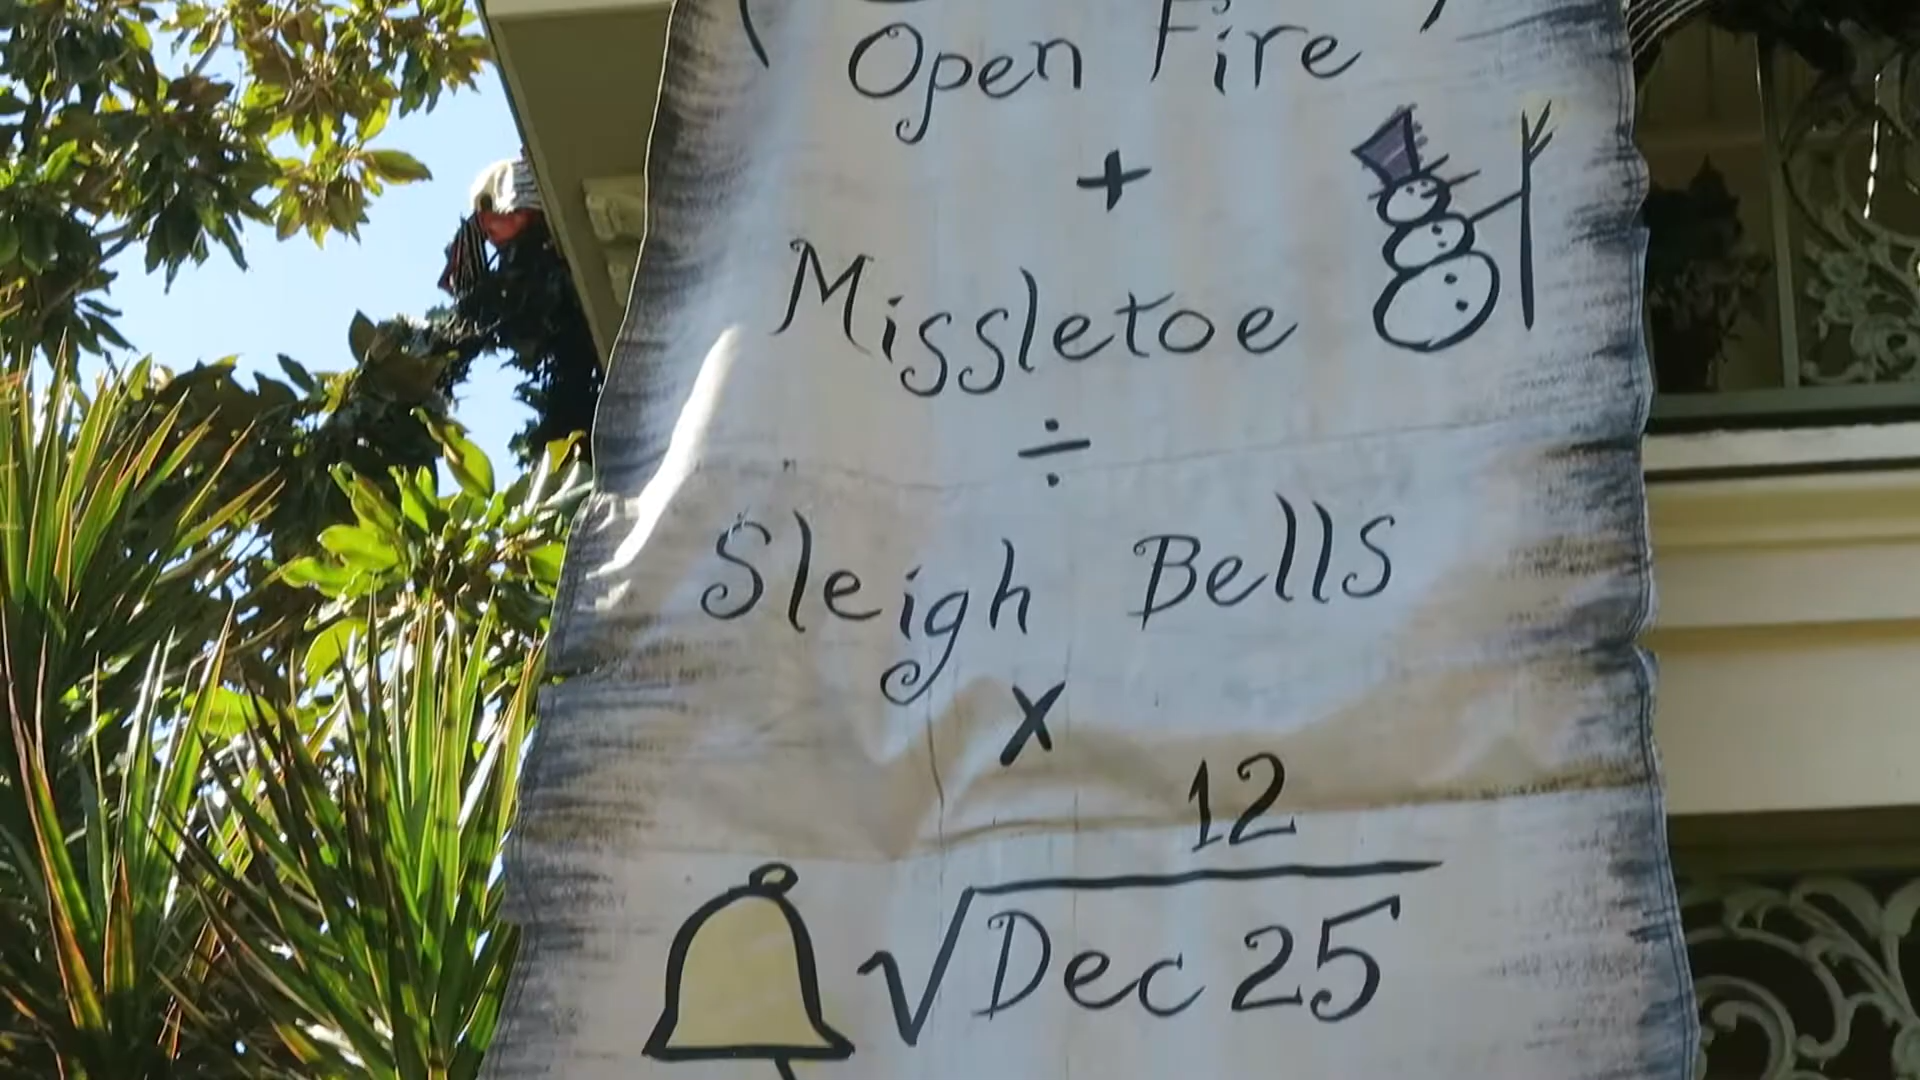 Open Fire
+
Missletoe
÷
Sleigh Bells
x
12
√Dec 25